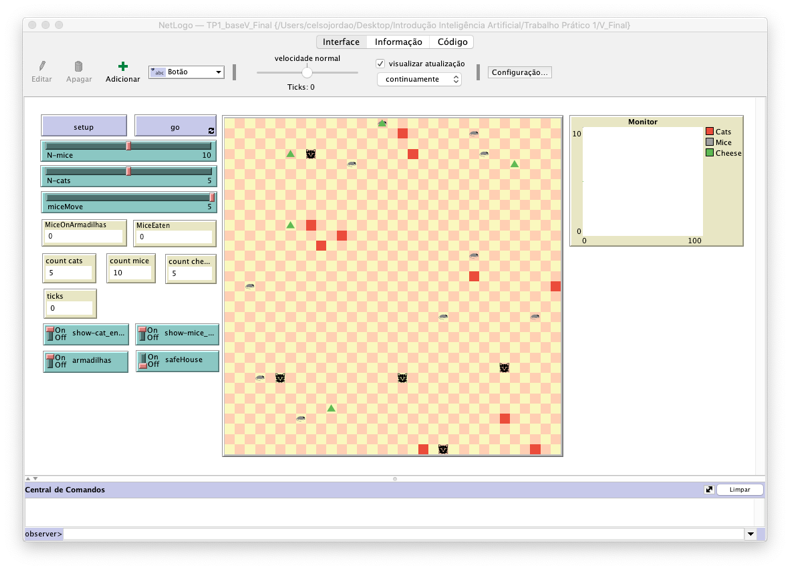 NetLogo — TP1_baseV_Final {/Users/celsojordao/Desktop/Introdução Inteligência Artificial/Trabalho Prático 1/V_Final}
Interface Informação Código
Editar Apagar Adicionar
abc Botão
velocidade normal
Ticks: 0
visualizar atualização
continuamente
Configuração...
setup go
N-mice 10
N-cats 5
miceMove 5
MiceOnArmadilhas
0
MiceEaten
0
count cats
5
count mice
10
count che...
5
ticks
0
On
Off
show-cat_en...
On
Off
show-mice_...
On
Off
armadilhas
On
Off
safeHouse
Monitor
10
0
0 100
Cats
Mice
Cheese
Central de Comandos
Limpar
observer>